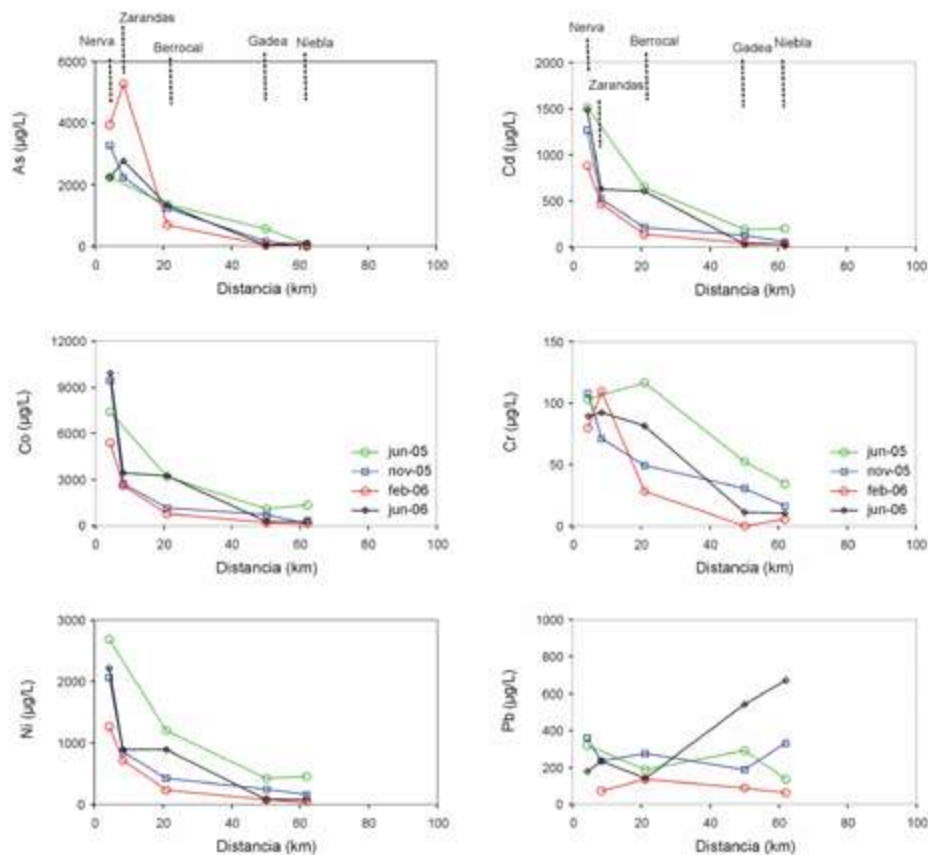 Zarandas
Nerva
Berrocal
Gadea
Niebla
As (µg/L)
6000
4000
2000
0
0 20 40 60 80 100
Distancia (km)
Nerva
Zarandas
Berrocal
Gadea
Niebla
Cd (µg/L)
2000
1500
1000
500
0
0 20 40 60 80 100
Distancia (km)
Co (µg/L)
12000
9000
6000
3000
0
0 20 40 60 80 100
Distancia (km)
jun-05
nov-05
feb-06
jun-06
Cr (µg/L)
150
100
50
0
0 20 40 60 80 100
Distancia (km)
jun-05
nov-05
feb-06
jun-06
Ni (µg/L)
3000
2000
1000
0
0 20 40 60 80 100
Distancia (km)
Pb (µg/L)
1000
800
600
400
200
0
0 20 40 60 80 100
Distancia (km)